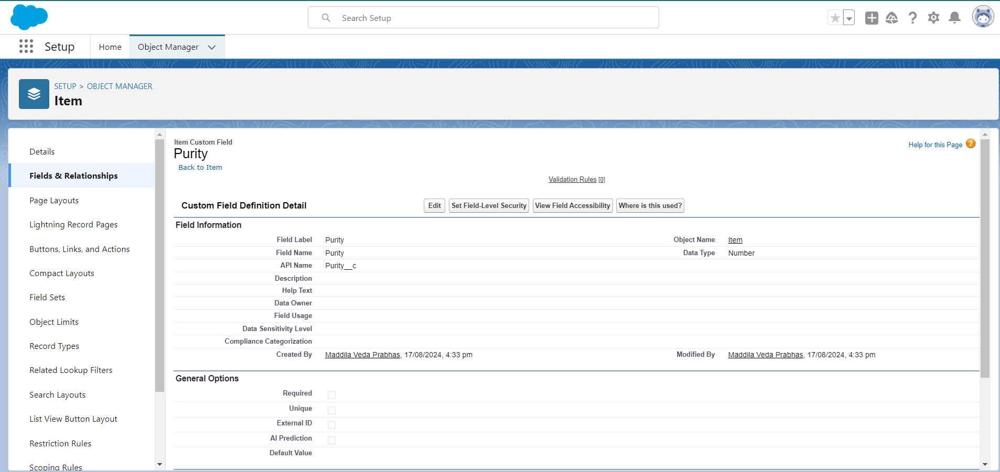 Search Setup
Setup
Home
Object Manager
SETUP > OBJECT MANAGER
Item
Details
Fields & Relationships
Page Layouts
Lightning Record Pages
Buttons, Links, and Actions
Compact Layouts
Field Sets
Object Limits
Record Types
Related Lookup Filters
Search Layouts
List View Button Layout
Restriction Rules
Scoping Rules
Item Custom Field
Purity
Back to Item
Help for this Page ?
Validation Rules [0]
Custom Field Definition Detail
Edit
Set Field-Level Security
View Field Accessibility
Where is this used?
Field Information
Field Label Purity Object Name Item
Field Name Purity Data Type Number
API Name Purity__c
Description
Help Text
Data Owner
Field Usage
Data Sensitivity Level
Compliance Categorization
Created By Maddila Veda Prabhas, 17/08/2024, 4:33 pm Modified By Maddila Veda Prabhas, 17/08/2024, 4:33 pm
General Options
Required
Unique
External ID
AI Prediction
Default Value